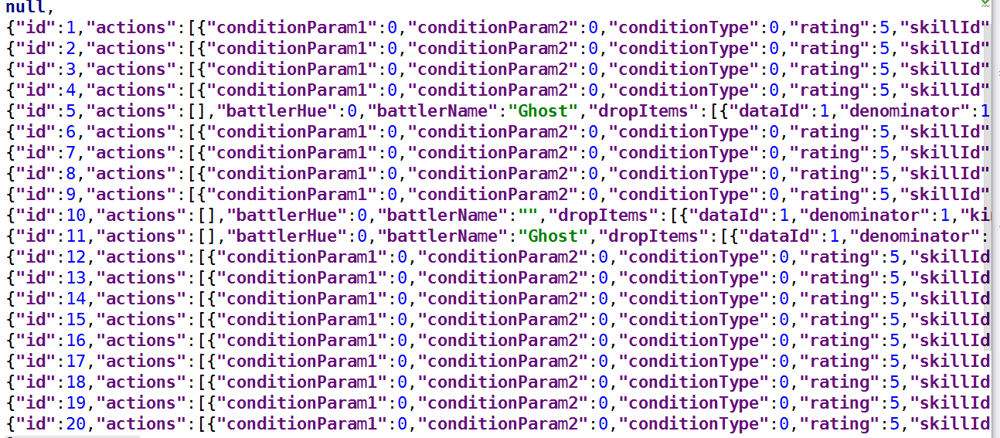 null,
{"id":1,"actions":[{"conditionParam1":0,"conditionParam2":0,"conditionType":0,"rating":5,"skillId"
{"id":2,"actions":[{"conditionParam1":0,"conditionParam2":0,"conditionType":0,"rating":5,"skillId"
{"id":3,"actions":[{"conditionParam1":0,"conditionParam2":0,"conditionType":0,"rating":5,"skillId"
{"id":4,"actions":[{"conditionParam1":0,"conditionParam2":0,"conditionType":0,"rating":5,"skillId"
{"id":5,"actions":[],"battlerHue":0,"battlerName":"Ghost","dropItems":[{"dataId":1,"denominator":1
{"id":6,"actions":[{"conditionParam1":0,"conditionParam2":0,"conditionType":0,"rating":5,"skillId"
{"id":7,"actions":[{"conditionParam1":0,"conditionParam2":0,"conditionType":0,"rating":5,"skillId"
{"id":8,"actions":[{"conditionParam1":0,"conditionParam2":0,"conditionType":0,"rating":5,"skillId"
{"id":9,"actions":[{"conditionParam1":0,"conditionParam2":0,"conditionType":0,"rating":5,"skillId"
{"id":10,"actions":[],"battlerHue":0,"battlerName":"","dropItems":[{"dataId":1,"denominator":1,"kin
{"id":11,"actions":[],"battlerHue":0,"battlerName":"Ghost","dropItems":[{"dataId":1,"denominator":
{"id":12,"actions":[{"conditionParam1":0,"conditionParam2":0,"conditionType":0,"rating":5,"skillId
{"id":13,"actions":[{"conditionParam1":0,"conditionParam2":0,"conditionType":0,"rating":5,"skillId
{"id":14,"actions":[{"conditionParam1":0,"conditionParam2":0,"conditionType":0,"rating":5,"skillId
{"id":15,"actions":[{"conditionParam1":0,"conditionParam2":0,"conditionType":0,"rating":5,"skillId
{"id":16,"actions":[{"conditionParam1":0,"conditionParam2":0,"conditionType":0,"rating":5,"skillId
{"id":17,"actions":[{"conditionParam1":0,"conditionParam2":0,"conditionType":0,"rating":5,"skillId
{"id":18,"actions":[{"conditionParam1":0,"conditionParam2":0,"conditionType":0,"rating":5,"skillId
{"id":19,"actions":[{"conditionParam1":0,"conditionParam2":0,"conditionType":0,"rating":5,"skillId
{"id":20,"actions":[{"conditionParam1":0,"conditionParam2":0,"conditionType":0,"rating":5,"skillId